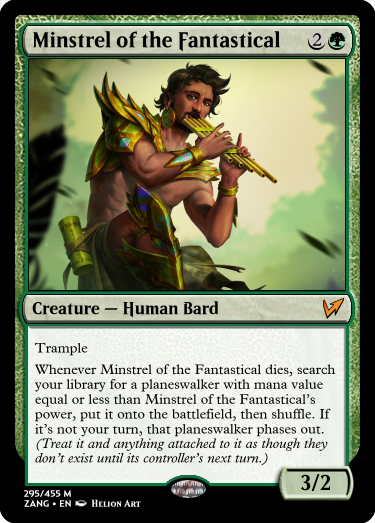 Minstrel of the Fantastical 2
Creature — Human Bard
Trample
Whenever Minstrel of the Fantastical dies, search
your library for a planeswalker with mana value
equal or less than Minstrel of the Fantastical's
power, put it onto the battlefield, then shuffle. If
it's not your turn, that planeswalker phases out.
(Treat it and anything attached to it as though they
don't exist until its controller's next turn.)
3/2
295/455 M
ZANG • EN Helion Art